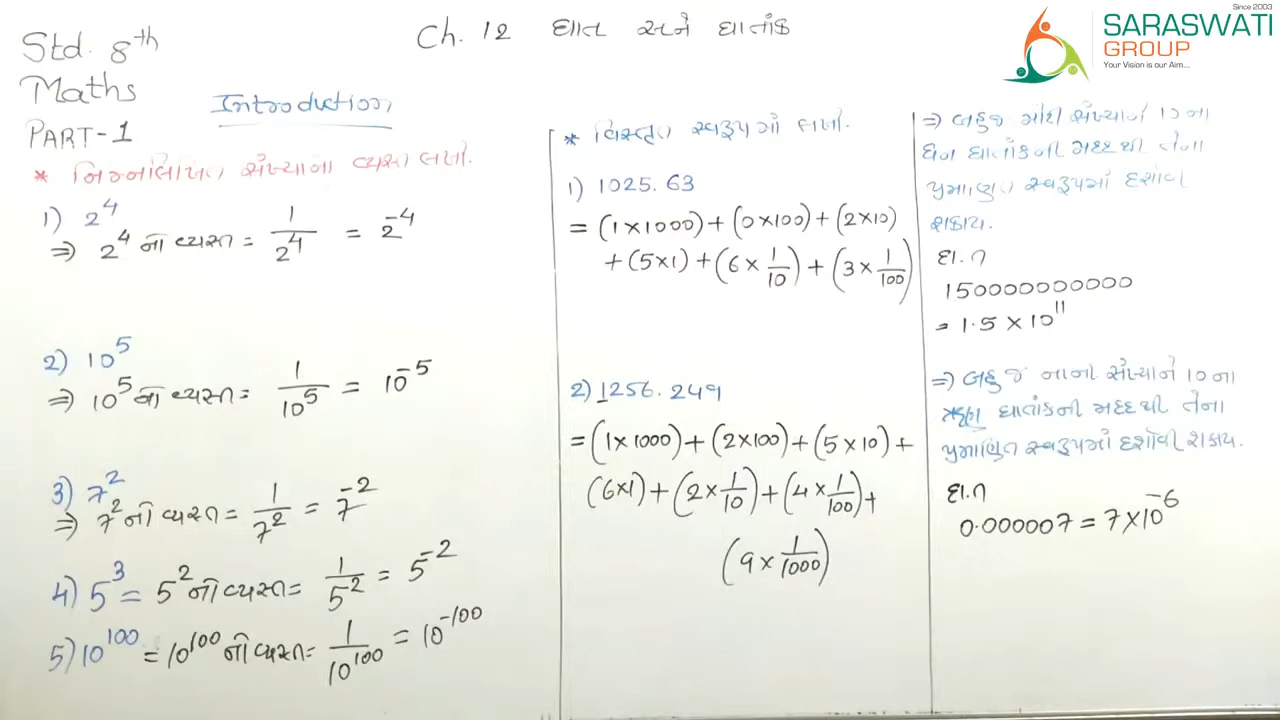 Std. 8th
Maths
PART-1
Ch. 12 ઘાત અને ઘાતાંક
Since 2003
SARASWATI
GROUP
Your Vision is our Aim...
Introduction
* નિમ્નલિખિત સંખ્યાના વ્યસ્ત લખો.
1) 2⁴
⇒ 2⁴ નો વ્યસ્ત = 1/2⁴ = 2⁻⁴
2) 10⁵
⇒ 10⁵ નો વ્યસ્ત = 1/10⁵ = 10⁻⁵
3) 7²
⇒ 7² નો વ્યસ્ત = 1/7² = 7⁻²
4) 5³ = 5² નો વ્યસ્ત = 1/5² = 5⁻²
5) 10¹⁰⁰ = 10¹⁰⁰ નો વ્યસ્ત = 1/10¹⁰⁰ = 10⁻¹⁰⁰
* વિસ્તૃત સ્વરૂપમાં લખો.
1) 1025.63
= (1×1000) + (0×100) + (2×10)
+ (5×1) + (6 × 1/10) + (3 × 1/100)
2) 1256.249
= (1×1000) + (2×100) + (5×10) +
(6×1) + (2 × 1/10) + (4 × 1/100) +
(9 × 1/1000)
⇒ બહુજ મોટી સંખ્યાને 10 ના
ઘન ઘાતાંકની મદદથી તેના
પ્રમાણિત સ્વરૂપમાં દર્શાવી
શકાય.
દા.ત
150000000000
= 1.5 × 10¹¹
⇒ બહુ જ નાની સંખ્યાને 10 ના
ઋણ ઘાતાંકની મદદથી તેના
પ્રમાણિત સ્વરૂપમાં દર્શાવી શકાય.
દા.ત
0.000007 = 7×10⁻⁶